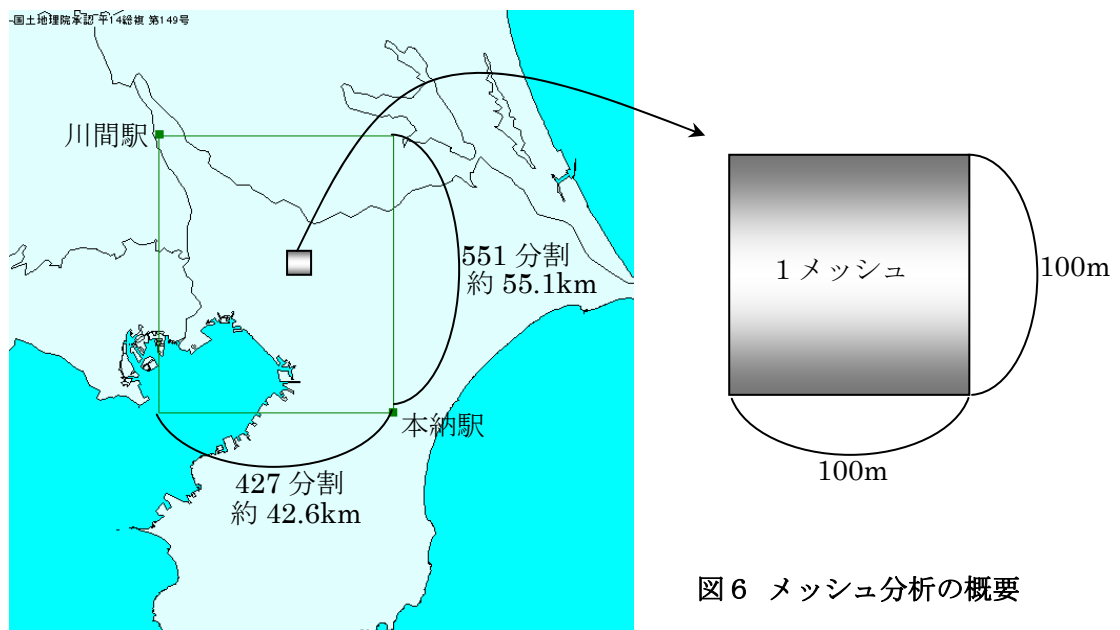 国土地理院承認 平14総複 第149号
川間駅
551 分割
約 55.1km
1メッシュ
100m
本納駅
100m
427 分割
約 42.6km
図6 メッシュ分析の概要